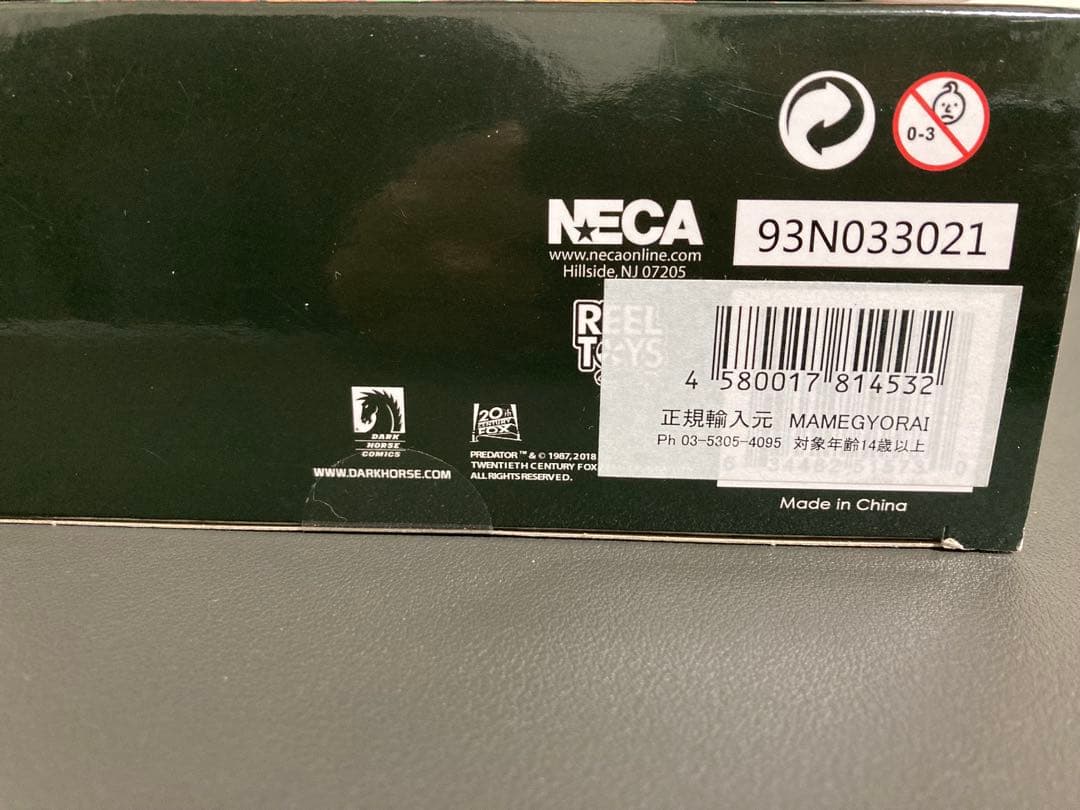 0-3
NECA
www.necaonline.com
Hillside, NJ 07205
93N033021
REEL
TOYS
4 580017 814532
正規輸入元 MAMEGYORAI
Ph 03-5305-4095 対象年齢14歳以上
DARK
HORSE
COMICS
WWW.DARKHORSE.COM
20th
CENTURY
FOX
PREDATOR™ & © 1987, 2018
TWENTIETH CENTURY FOX
ALL RIGHTS RESERVED.
Made in China